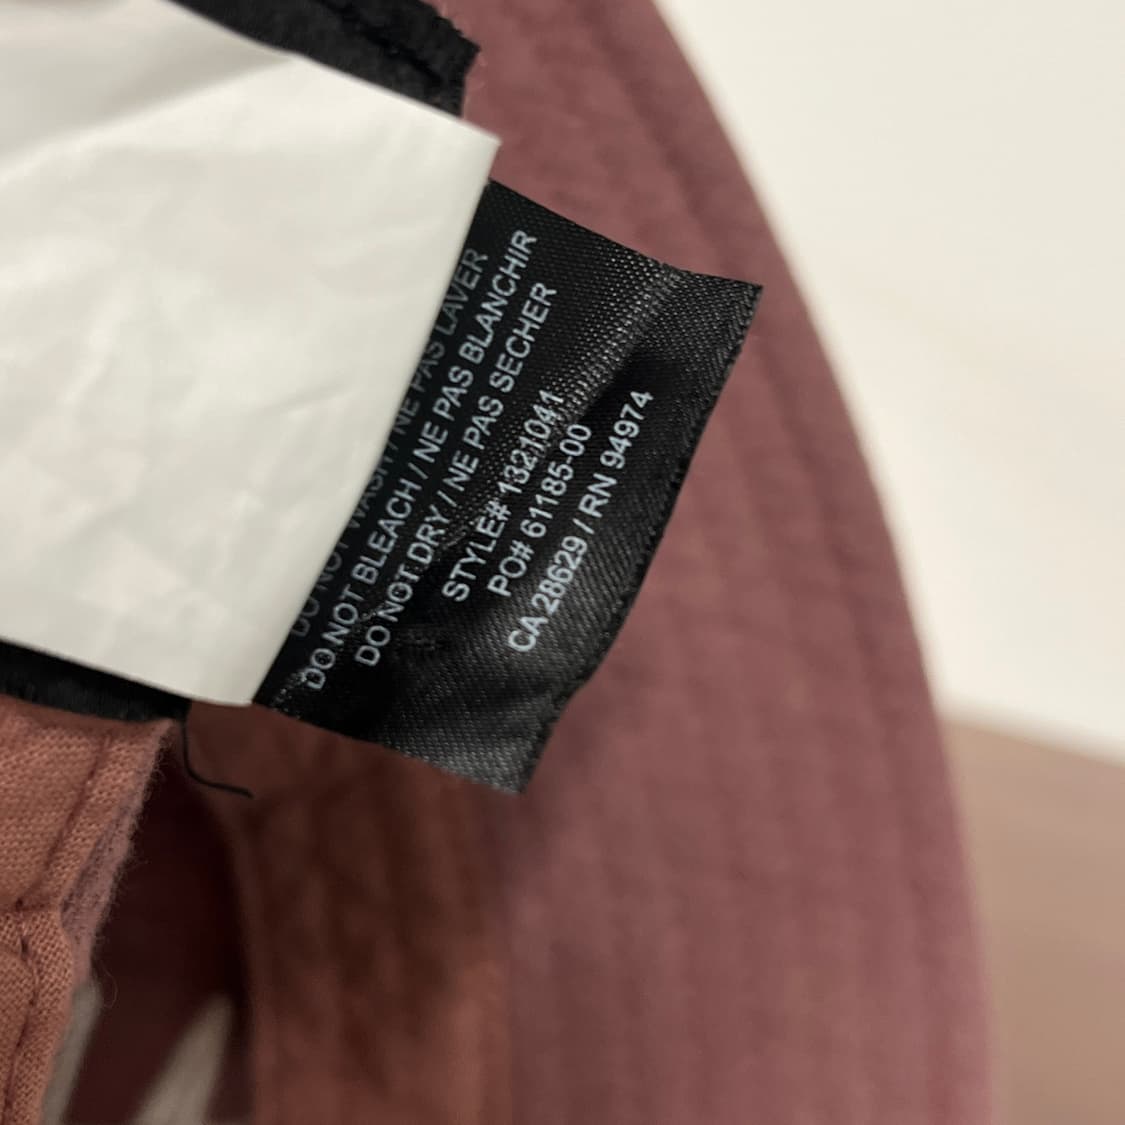 DO NOT WASH / NE PAS LAVER
DO NOT BLEACH / NE PAS BLANCHIR
DO NOT DRY / NE PAS SECHER
STYLE# 1321041
PO# 61185-00
CA 28629 / RN 94974